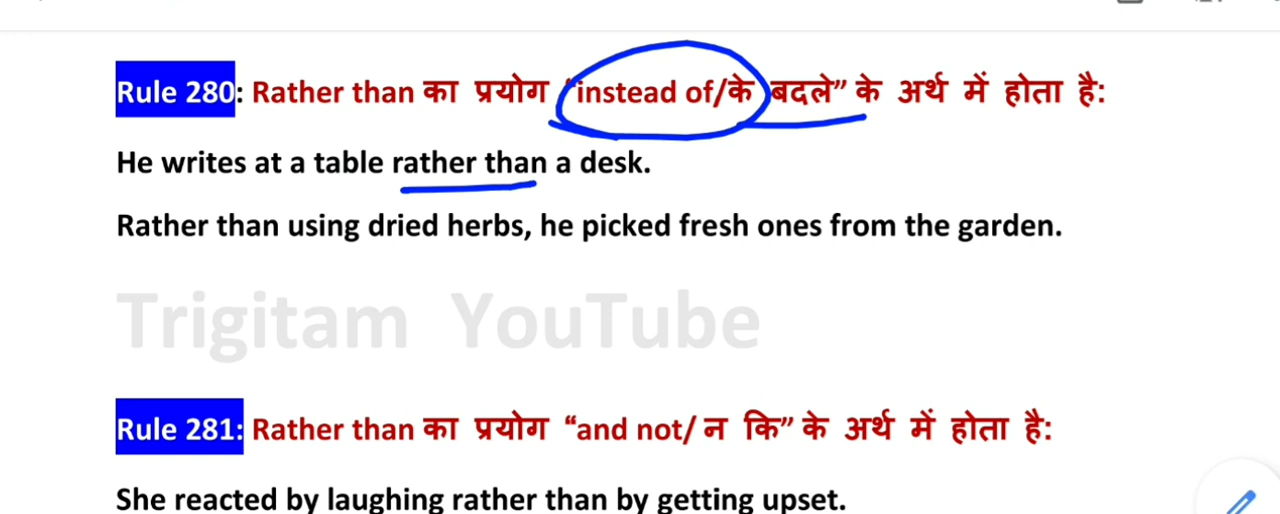 Rule 280: Rather than का प्रयोग “instead of/के बदले” के अर्थ में होता है:
He writes at a table rather than a desk.
Rather than using dried herbs, he picked fresh ones from the garden.
Trigitam YouTube
Rule 281: Rather than का प्रयोग “and not/ न कि” के अर्थ में होता है:
She reacted by laughing rather than by getting upset.